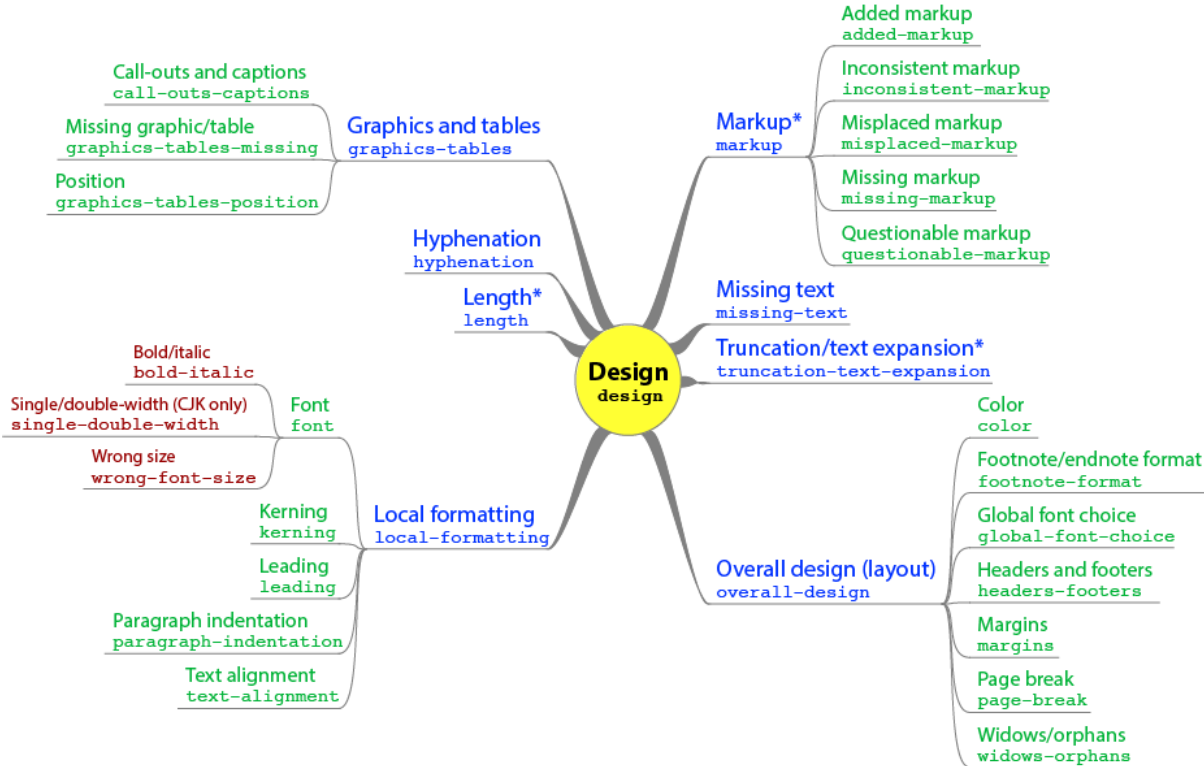 Design
design
Graphics and tables
graphics-tables
Call-outs and captions
call-outs-captions
Missing graphic/table
graphics-tables-missing
Position
graphics-tables-position
Hyphenation
hyphenation
Length*
length
Local formatting
local-formatting
Font
font
Bold/italic
bold-italic
Single/double-width (CJK only)
single-double-width
Wrong size
wrong-font-size
Kerning
kerning
Leading
leading
Paragraph indentation
paragraph-indentation
Text alignment
text-alignment
Markup*
markup
Added markup
added-markup
Inconsistent markup
inconsistent-markup
Misplaced markup
misplaced-markup
Missing markup
missing-markup
Questionable markup
questionable-markup
Missing text
missing-text
Truncation/text expansion*
truncation-text-expansion
Overall design (layout)
overall-design
Color
color
Footnote/endnote format
footnote-format
Global font choice
global-font-choice
Headers and footers
headers-footers
Margins
margins
Page break
page-break
Widows/orphans
widows-orphans